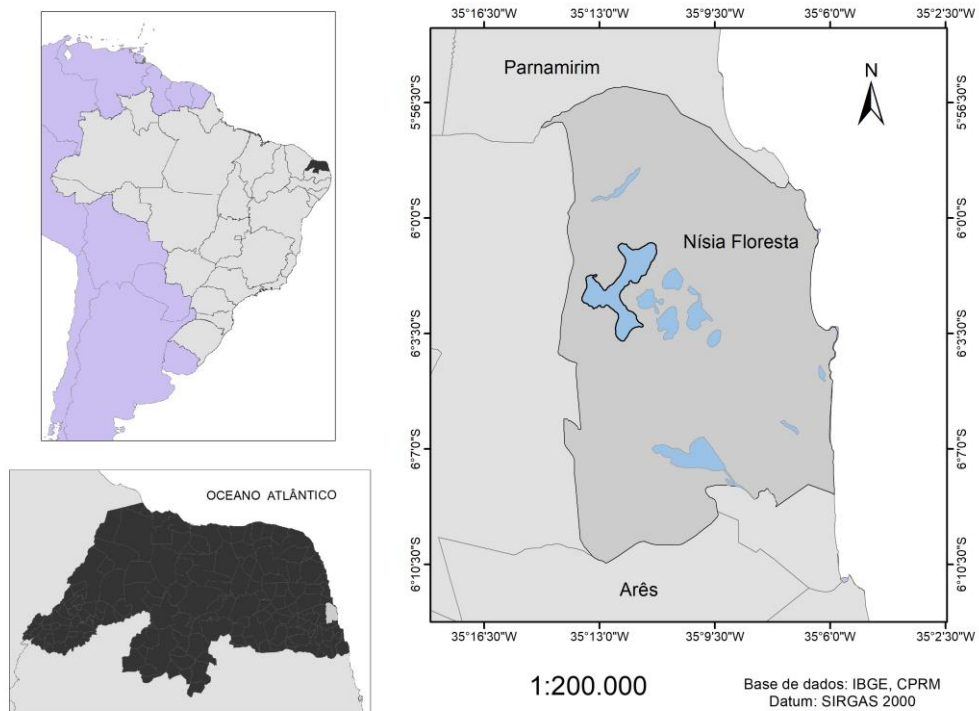 35°16'30"W
35°13'0"W
35°9'30"W
35°6'0"W
35°2'30"W
Parnamirim
N
5°56'30"S
5°56'30"S
6°0'0"S
6°0'0"S
Nísia Floresta
6°3'30"S
6°3'30"S
6°7'0"S
6°7'0"S
OCEANO ATLÂNTICO
6°10'30"S
6°10'30"S
Arês
35°16'30"W
35°13'0"W
35°9'30"W
35°6'0"W
35°2'30"W
1:200.000
Base de dados: IBGE, CPRM
Datum: SIRGAS 2000